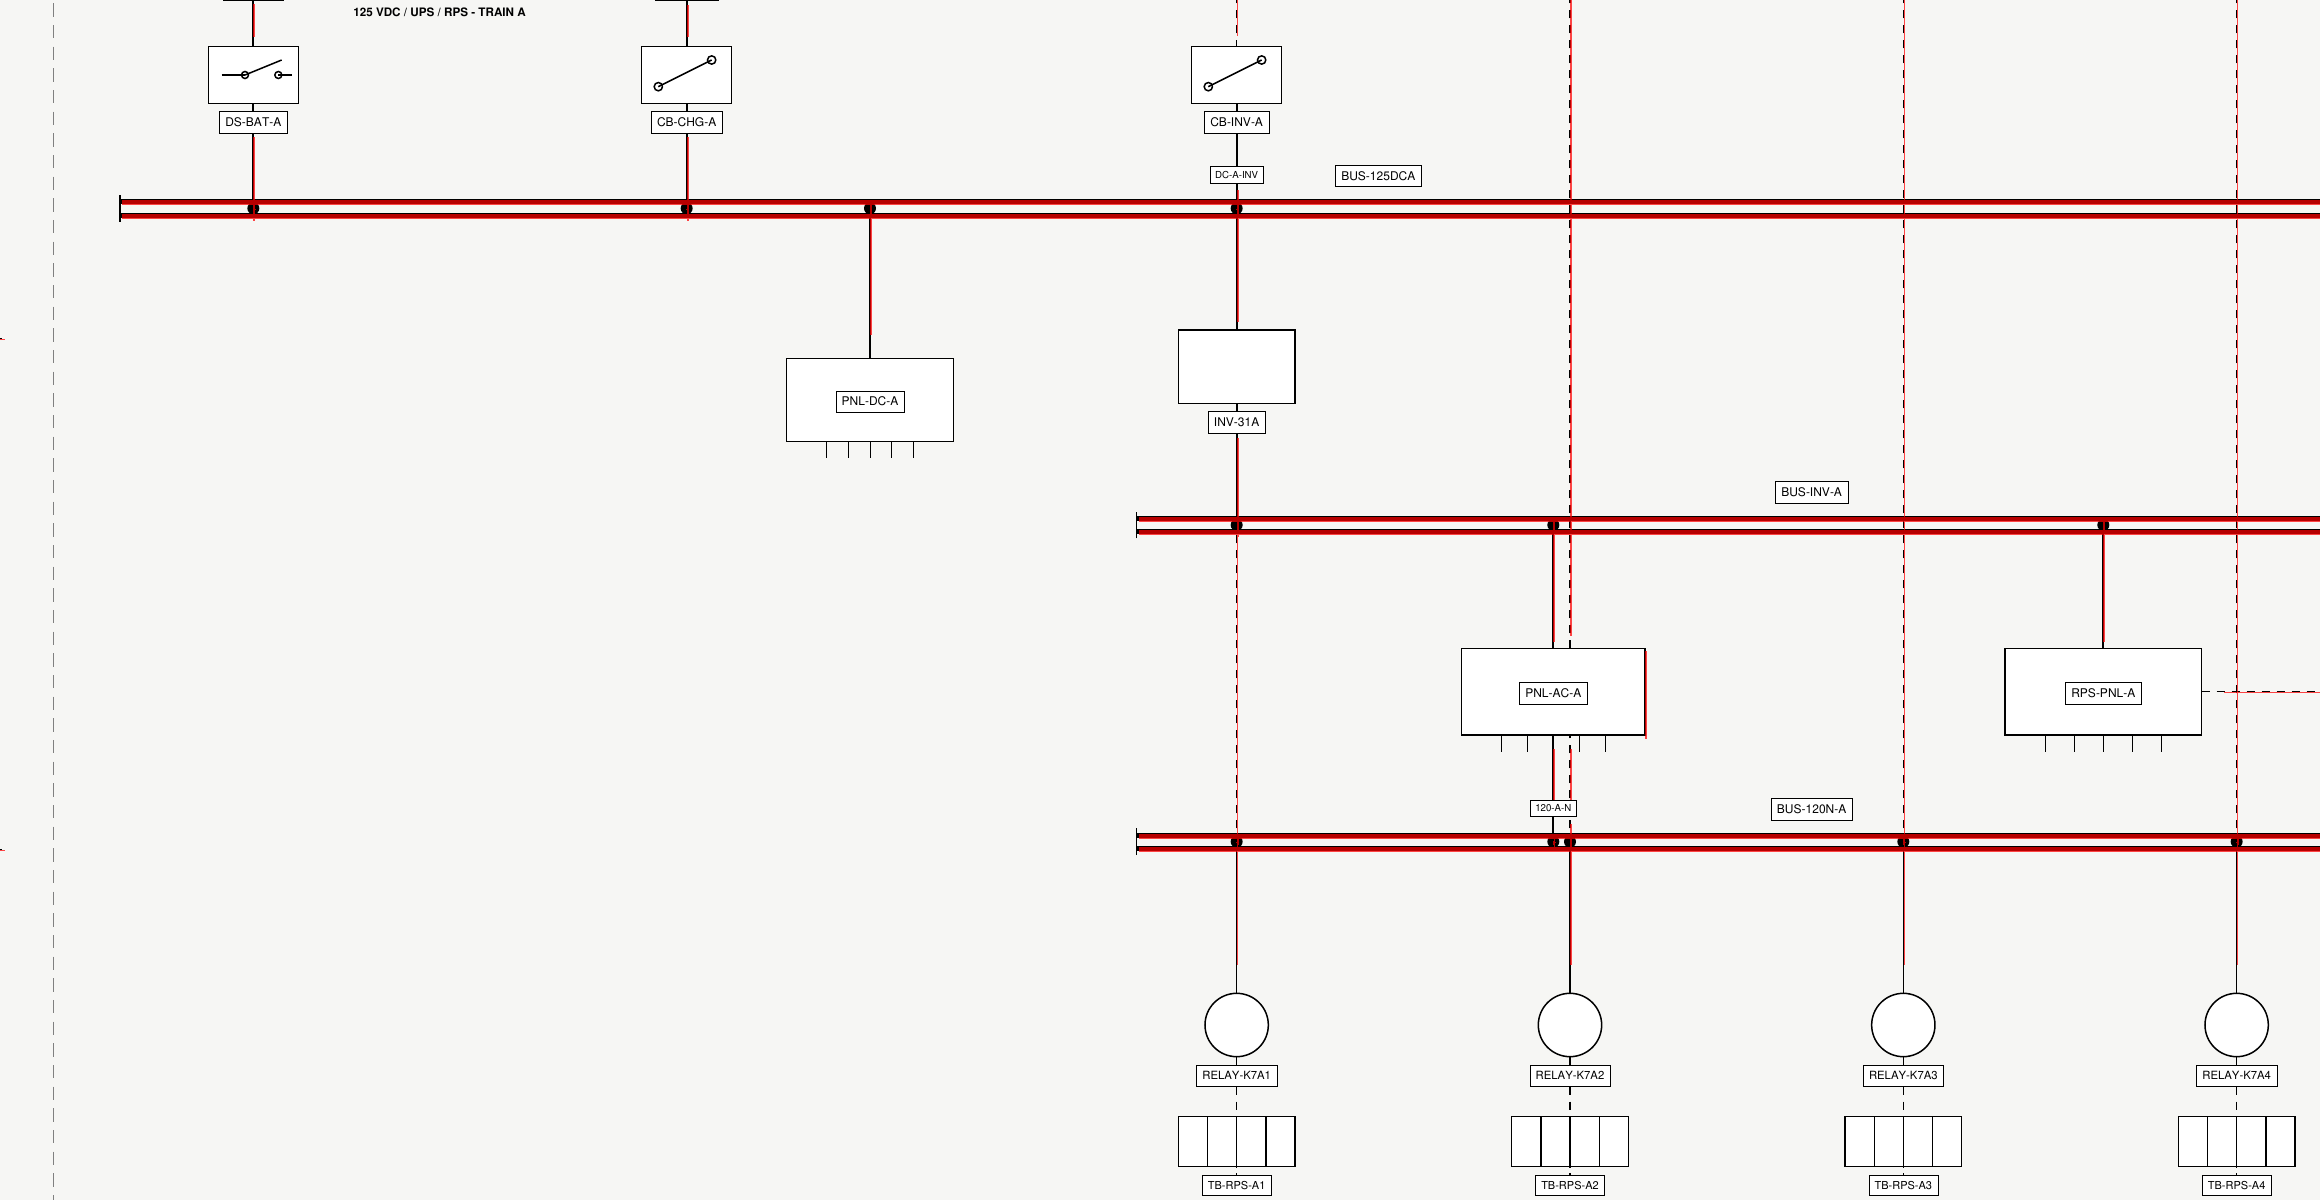 125 VDC / UPS / RPS - TRAIN A
DS-BAT-A
CB-CHG-A
CB-INV-A
DC-A-INV
BUS-125DCA
PNL-DC-A
INV-31A
BUS-INV-A
PNL-AC-A
RPS-PNL-A
120-A-N
BUS-120N-A
RELAY-K7A1
RELAY-K7A2
RELAY-K7A3
RELAY-K7A4
TB-RPS-A1
TB-RPS-A2
TB-RPS-A3
TB-RPS-A4